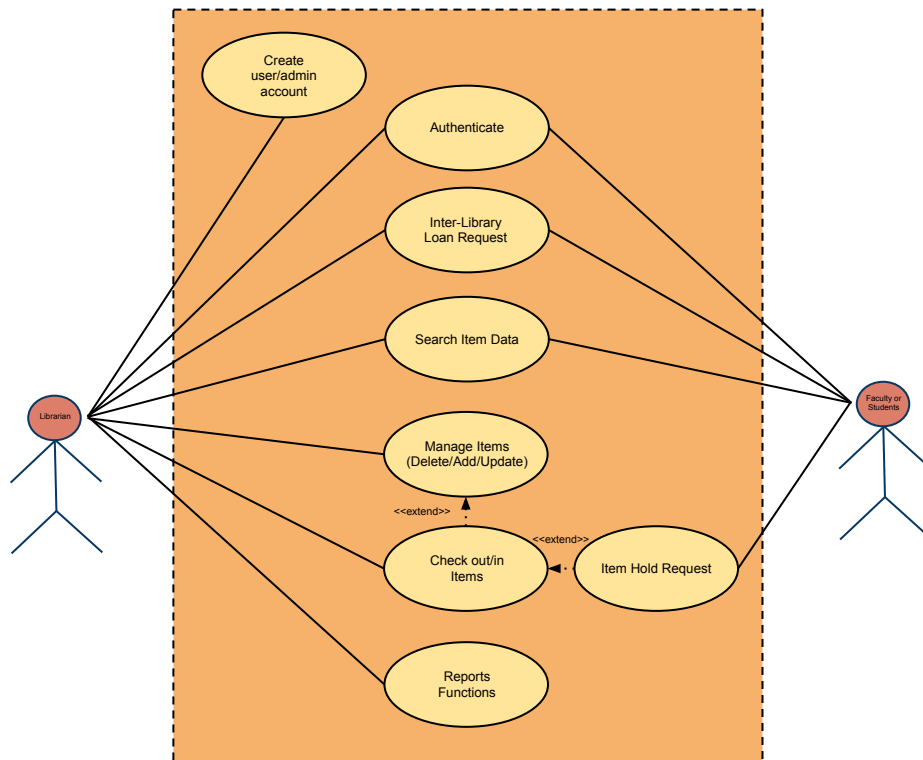 Create
user/admin
account
Authenticate
Inter-Library
Loan Request
Search Item Data
Librarian
Faculty or
Students
Manage Items
(Delete/Add/Update)
<<extend>>
<<extend>>
Check out/in
Items
Item Hold Request
Reports
Functions